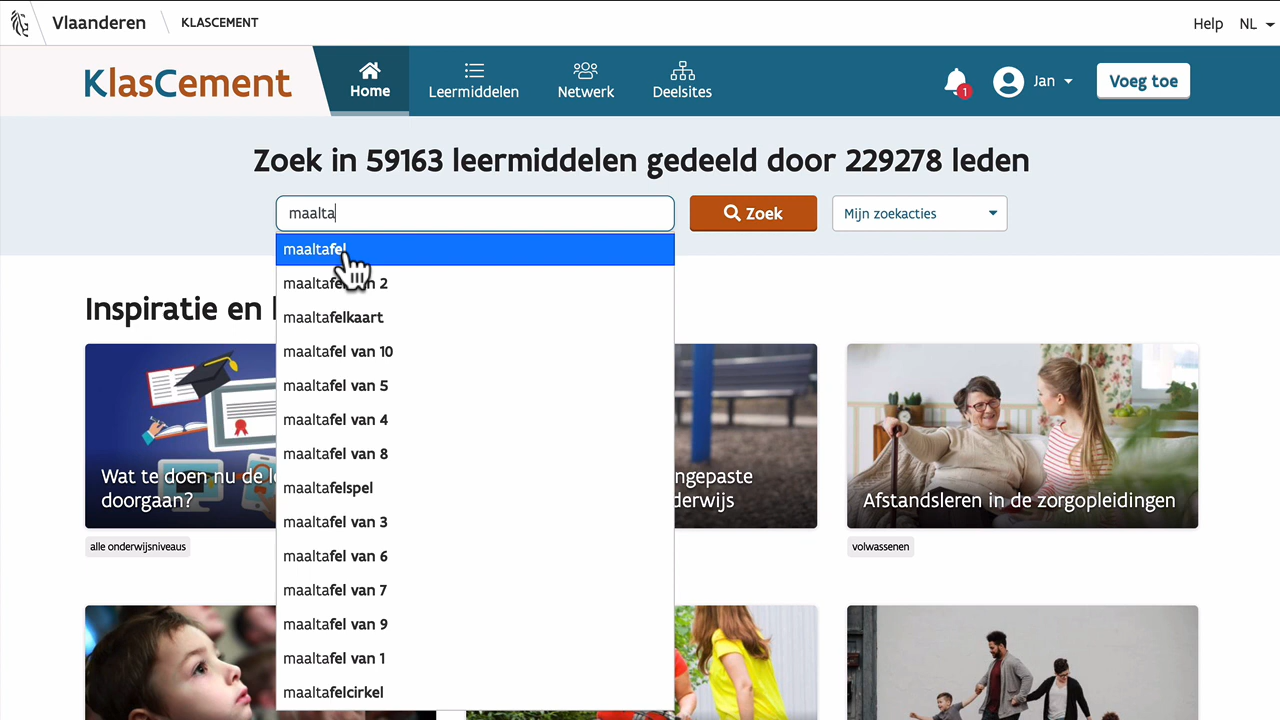 Vlaanderen
KLASCEMENT
Help
NL
KlasCement
Home
Leermiddelen
Netwerk
Deelsites
1
Jan
Voeg toe
Zoek in 59163 leermiddelen gedeeld door 229278 leden
maalta
Zoek
Mijn zoekacties
maaltafel
maaltafel van 2
maaltafelkaart
maaltafel van 10
maaltafel van 5
maaltafel van 4
maaltafel van 8
maaltafelspel
maaltafel van 3
maaltafel van 6
maaltafel van 7
maaltafel van 9
maaltafel van 1
maaltafelcirkel
Inspiratie en
Wat te doen nu de
doorgaan?
alle onderwijsniveaus
Afstandsleren in de zorgopleidingen
volwassenen